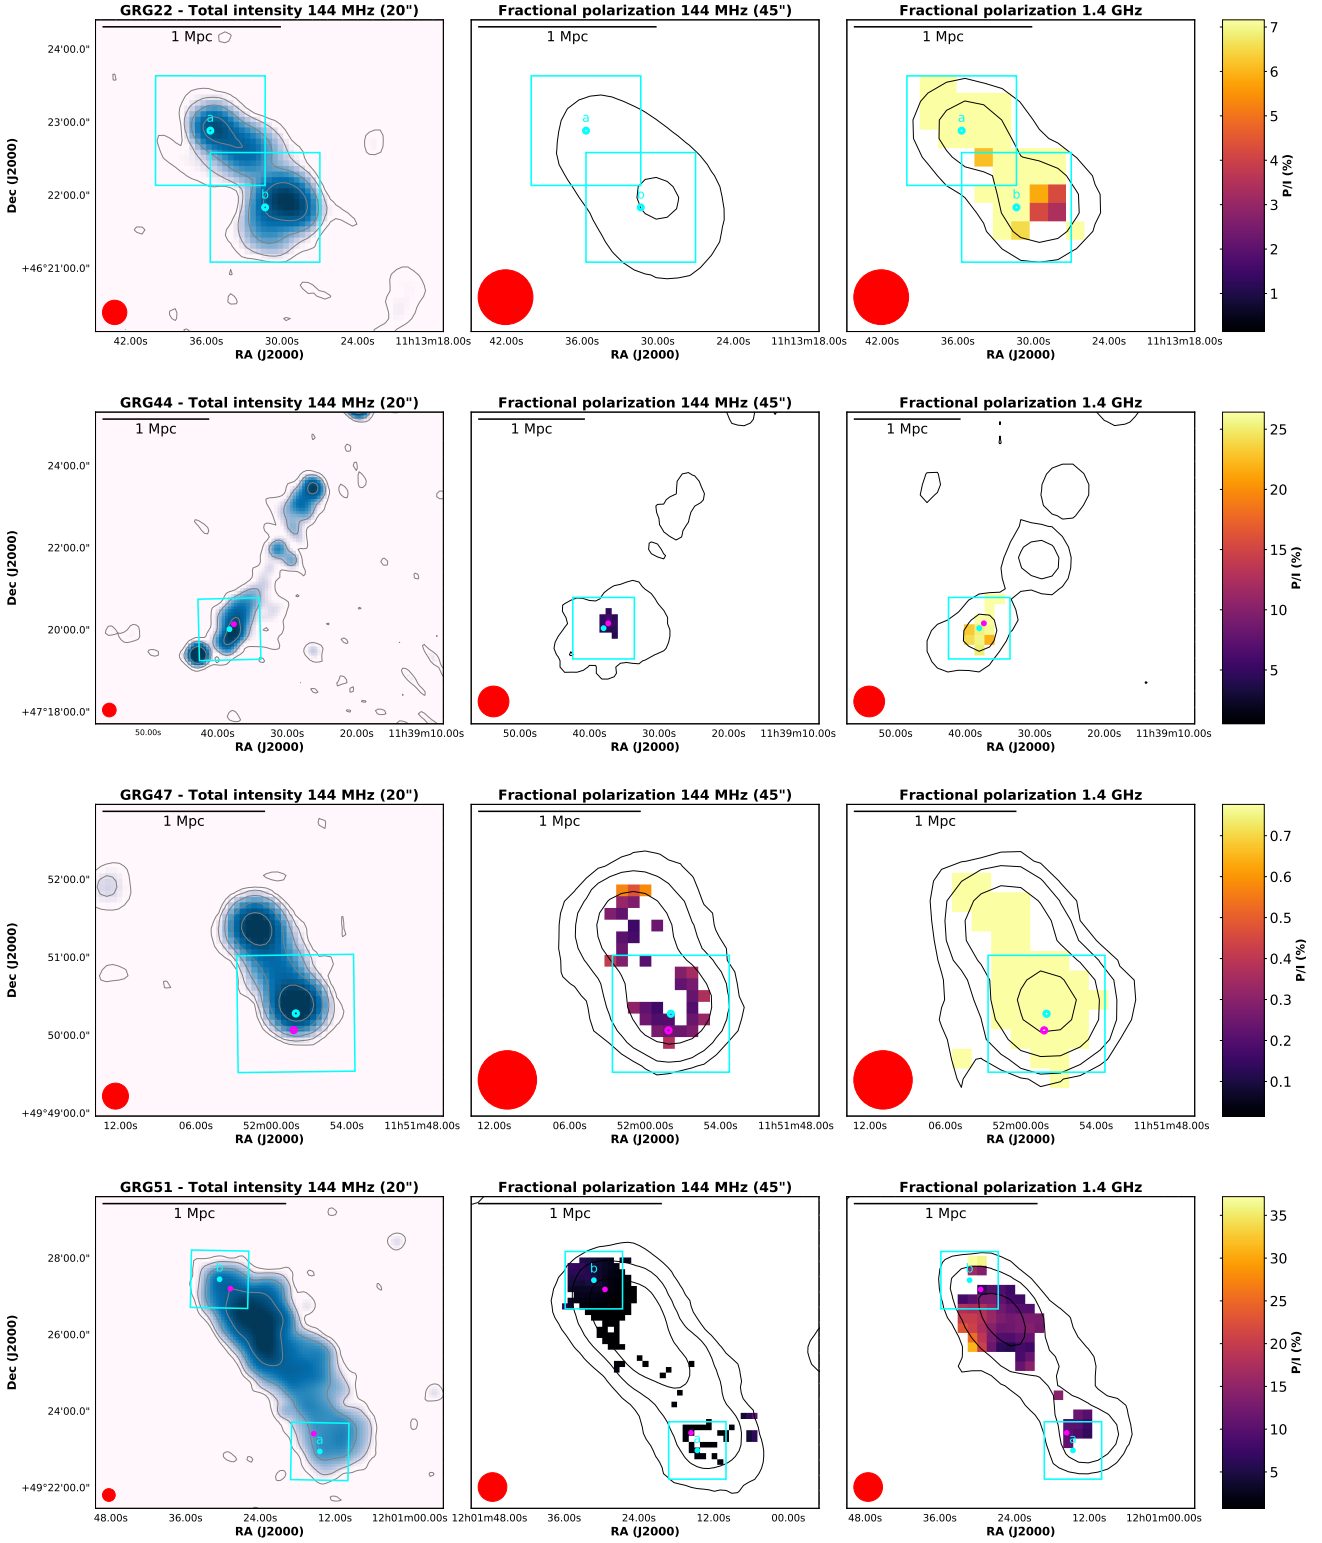 GRG22 - Total intensity 144 MHz (20") Fractional polarization 144 MHz (45") Fractional polarization 1.4 GHz
1 Mpc 1 Mpc 1 Mpc
24'00.0"
23'00.0"
22'00.0"
+46°21'00.0"
Dec (J2000)
a a a
b b b
42.00s 36.00s 30.00s 24.00s 11h13m18.00s 42.00s 36.00s 30.00s 24.00s 11h13m18.00s 42.00s 36.00s 30.00s 24.00s 11h13m18.00s
RA (J2000) RA (J2000) RA (J2000)
7
6
5
4
3
2
1
P/I (%)
GRG44 - Total intensity 144 MHz (20") Fractional polarization 144 MHz (45") Fractional polarization 1.4 GHz
1 Mpc 1 Mpc 1 Mpc
24'00.0"
22'00.0"
20'00.0"
+47°18'00.0"
Dec (J2000)
50.00s 40.00s 30.00s 20.00s 11h39m10.00s 50.00s 40.00s 30.00s 20.00s 11h39m10.00s 50.00s 40.00s 30.00s 20.00s 11h39m10.00s
RA (J2000) RA (J2000) RA (J2000)
25
20
15
10
5
P/I (%)
GRG47 - Total intensity 144 MHz (20") Fractional polarization 144 MHz (45") Fractional polarization 1.4 GHz
1 Mpc 1 Mpc 1 Mpc
52'00.0"
51'00.0"
50'00.0"
+49°49'00.0"
Dec (J2000)
12.00s 06.00s 52m00.00s 54.00s 11h51m48.00s 12.00s 06.00s 52m00.00s 54.00s 11h51m48.00s 12.00s 06.00s 52m00.00s 54.00s 11h51m48.00s
RA (J2000) RA (J2000) RA (J2000)
0.7
0.6
0.5
0.4
0.3
0.2
0.1
P/I (%)
GRG51 - Total intensity 144 MHz (20") Fractional polarization 144 MHz (45") Fractional polarization 1.4 GHz
1 Mpc 1 Mpc 1 Mpc
28'00.0"
26'00.0"
24'00.0"
+49°22'00.0"
Dec (J2000)
b b b
a a a
48.00s 36.00s 24.00s 12.00s 12h01m00.00s 12h01m48.00s 36.00s 24.00s 12.00s 00.00s 48.00s 36.00s 24.00s 12.00s 12h01m00.00s
RA (J2000) RA (J2000) RA (J2000)
35
30
25
20
15
10
5
P/I (%)